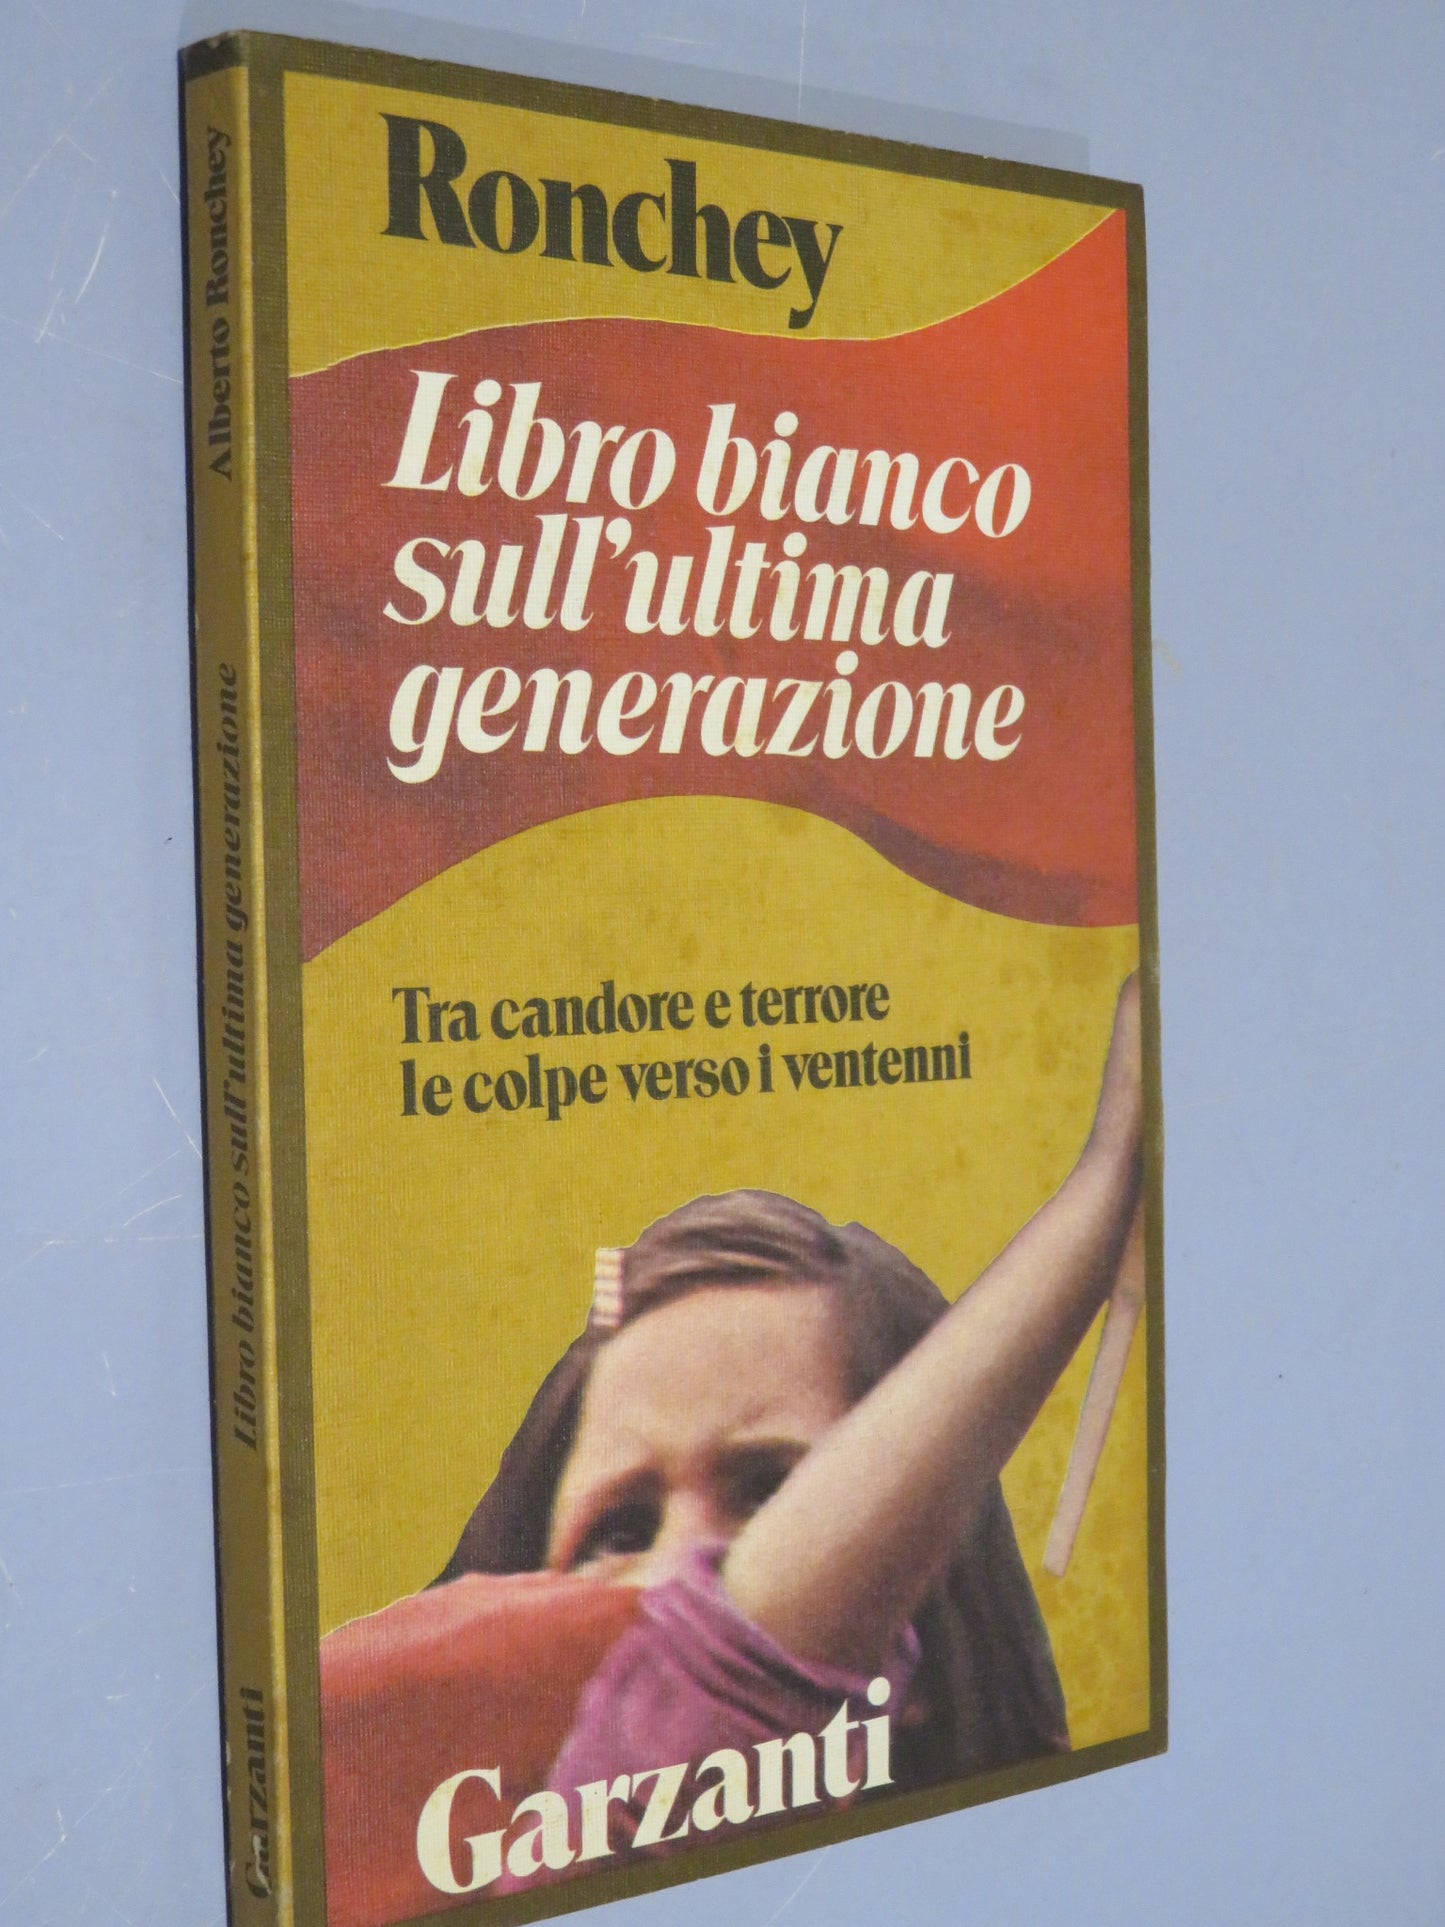 Ronchey
Libro bianco
sull'ultima
generazione
Tra candore e terrore
le colpe verso i ventenni
Garzanti
Alberto Ronchey
Libro bianco sull'ultima generazione
Garzanti